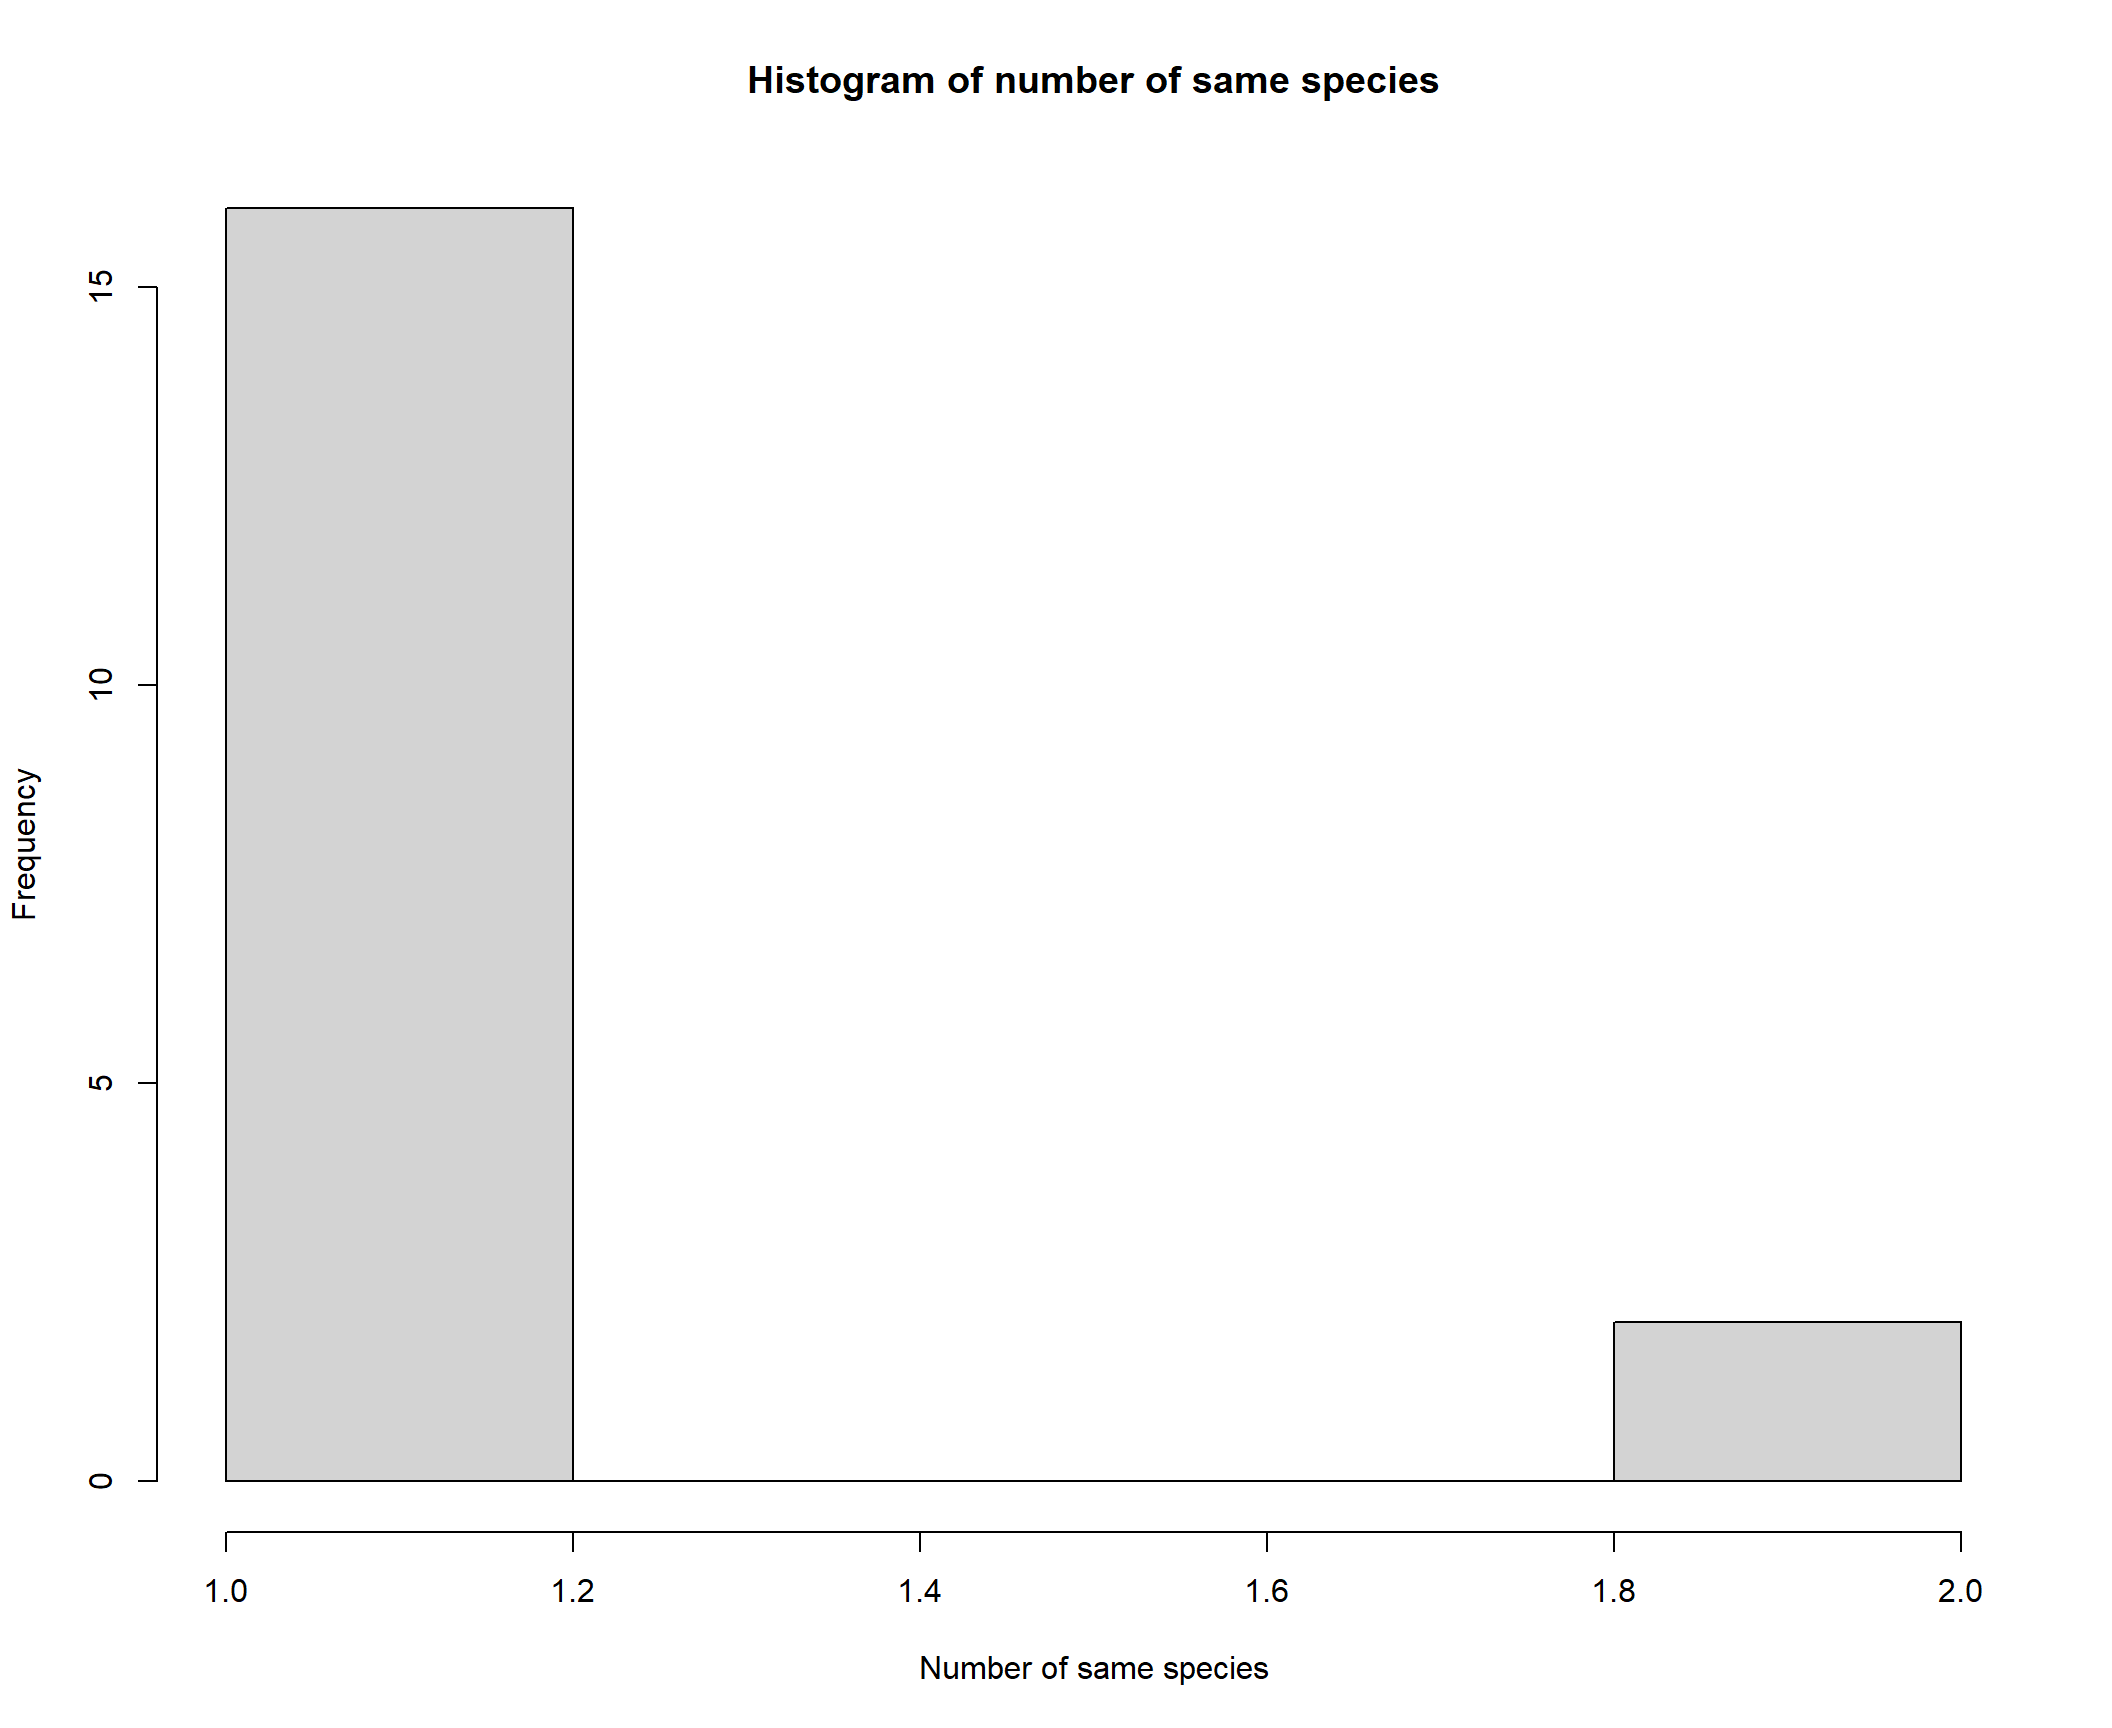 Histogram of number of same species
15
10
5
0
Frequency
1.0 1.2 1.4 1.6 1.8 2.0
Number of same species